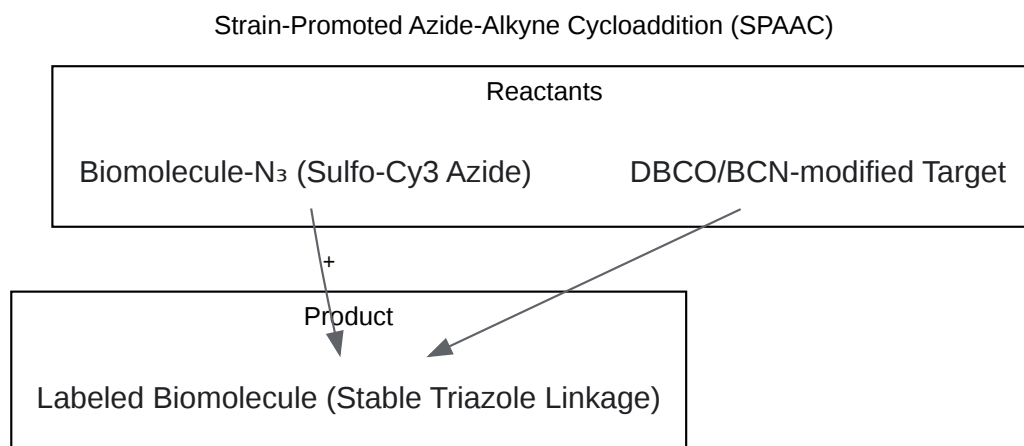 Strain-Promoted Azide-Alkyne Cycloaddition (SPAAC)
Reactants
Biomolecule-N₃ (Sulfo-Cy3 Azide)
DBCO/BCN-modified Target
+
Product
Labeled Biomolecule (Stable Triazole Linkage)